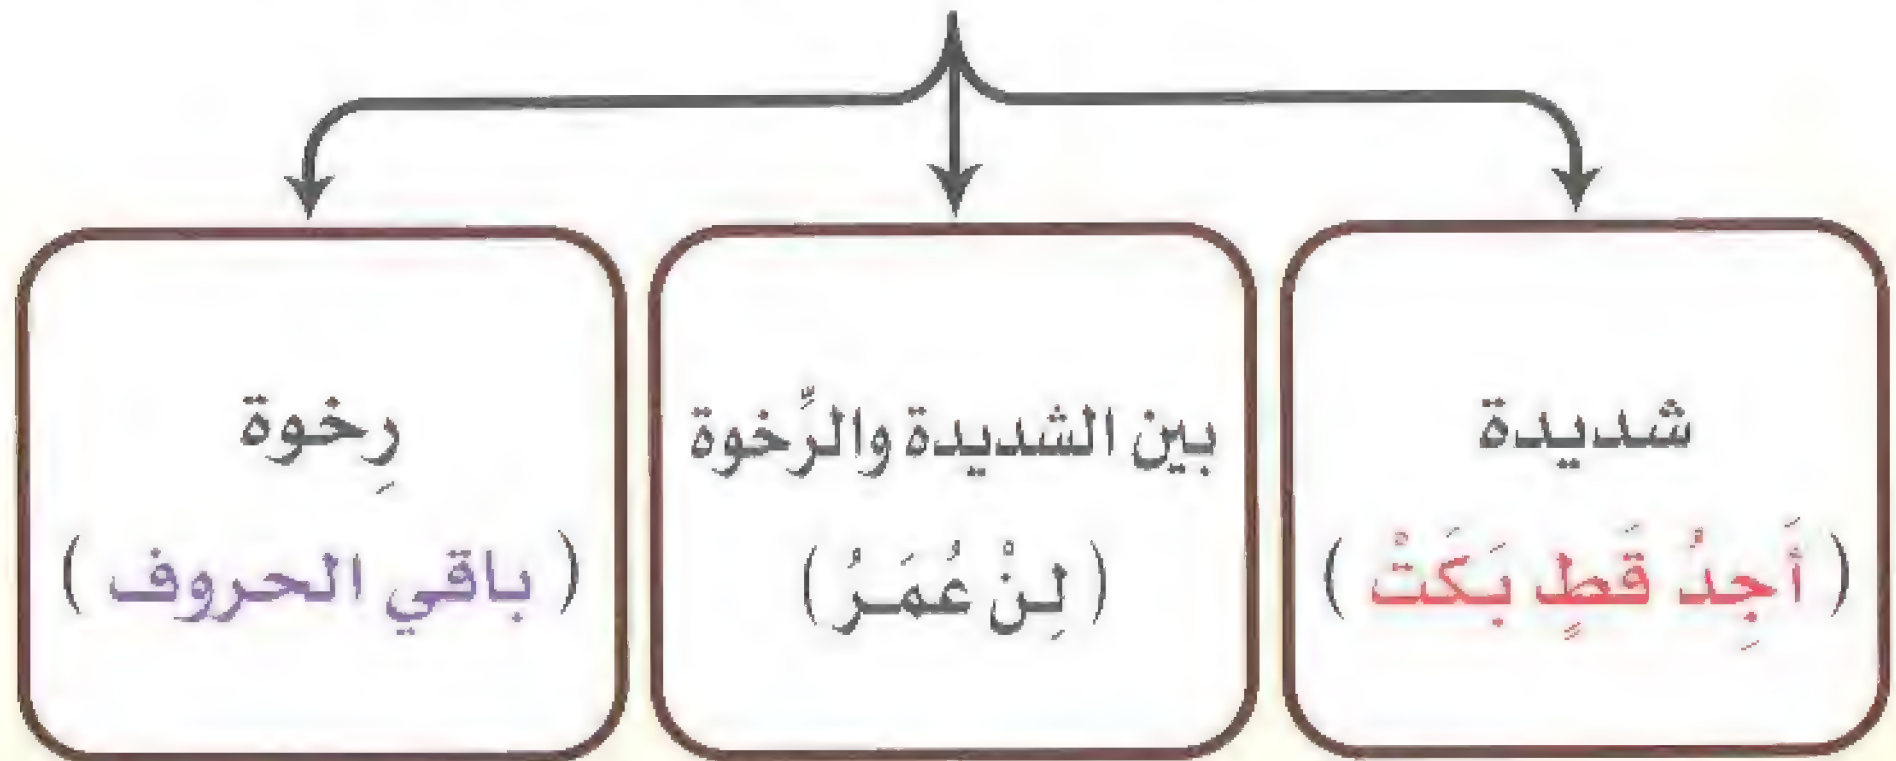 شديدة
( أَجِدُ قَطٍ بَكَتْ )
بين الشديدة والرِّخوة
( لِنْ عُمَرُ )
رِخوة
( باقي الحروف )